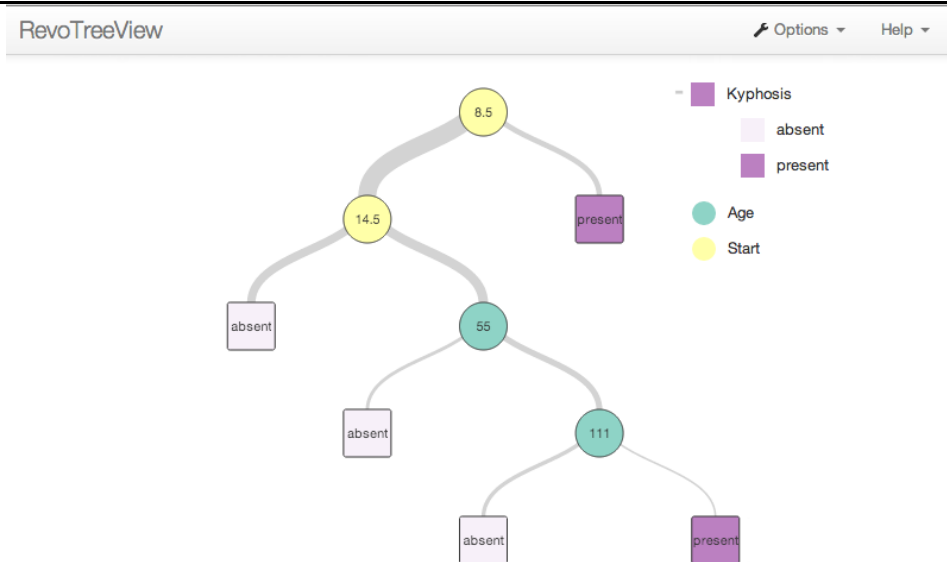 RevoTreeView
Options
Help
8.5
Kyphosis
absent
present
14.5
present
Age
Start
absent
55
absent
111
absent
present